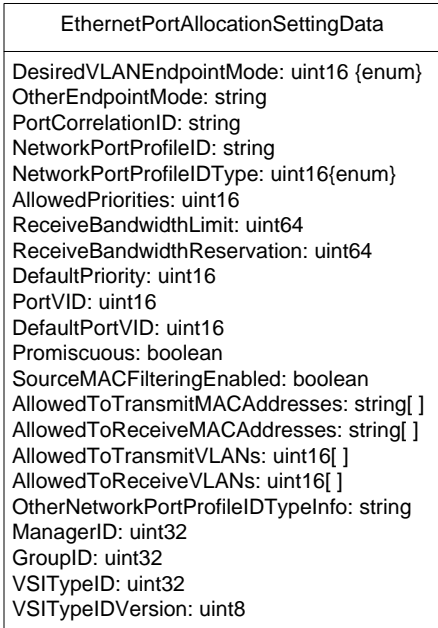 EthernetPortAllocationSettingData
DesiredVLANEndpointMode: uint16 {enum}
OtherEndpointMode: string
PortCorrelationID: string
NetworkPortProfileID: string
NetworkPortProfileIDType: uint16{enum}
AllowedPriorities: uint16
ReceiveBandwidthLimit: uint64
ReceiveBandwidthReservation: uint64
DefaultPriority: uint16
PortVID: uint16
DefaultPortVID: uint16
Promiscuous: boolean
SourceMACFilteringEnabled: boolean
AllowedToTransmitMACAddresses: string[ ]
AllowedToReceiveMACAddresses: string[ ]
AllowedToTransmitVLANs: uint16[ ]
AllowedToReceiveVLANs: uint16[ ]
OtherNetworkPortProfileIDTypeInfo: string
ManagerID: uint32
GroupID: uint32
VSITypeID: uint32
VSITypeIDVersion: uint8